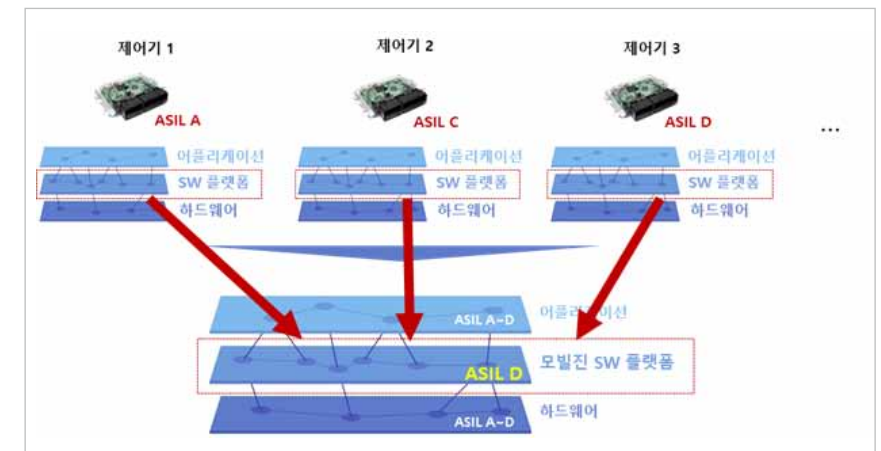 제어기 1
제어기 2
제어기 3
ASIL A
ASIL C
ASIL D
...
어플리케이션
어플리케이션
어플리케이션
SW 플랫폼
SW 플랫폼
SW 플랫폼
하드웨어
하드웨어
하드웨어
ASIL A~D
어플리케이션
ASIL D
모빌진 SW 플랫폼
ASIL A~D
하드웨어